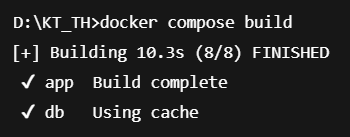 D:\KT_TH>docker compose build
[+] Building 10.3s (8/8) FINISHED
✔ app  Build complete
✔ db   Using cache